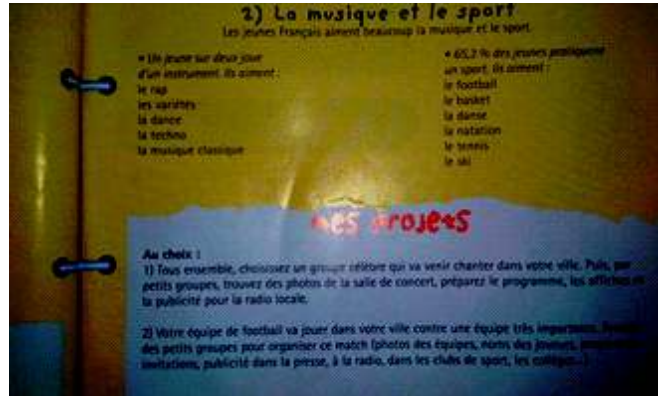 2) La musique et le sport
Les jeunes Français aiment beaucoup la musique et le sport.
• Un jeune sur deux joue
d'un instrument. Ils aiment :
le rap
les variétés
la dance
la techno
la musique classique
• 65,2 % des jeunes pratiquent
un sport. Ils aiment :
le football
le basket
la danse
la natation
le tennis
le ski
Mes projets
Au choix :
1) Tous ensemble, choisissez un groupe célèbre qui va venir chanter dans votre ville. Puis, par
petits groupes, trouvez des photos de la salle de concert, préparez le programme, les affiches et
la publicité pour la radio locale.
2) Votre équipe de football va jouer dans votre ville contre une équipe très importante.
des petits groupes pour organiser ce match (photos des équipes, noms des joueurs,
invitations, publicité dans la presse, à la radio, dans les clubs de sport, les collèges...)